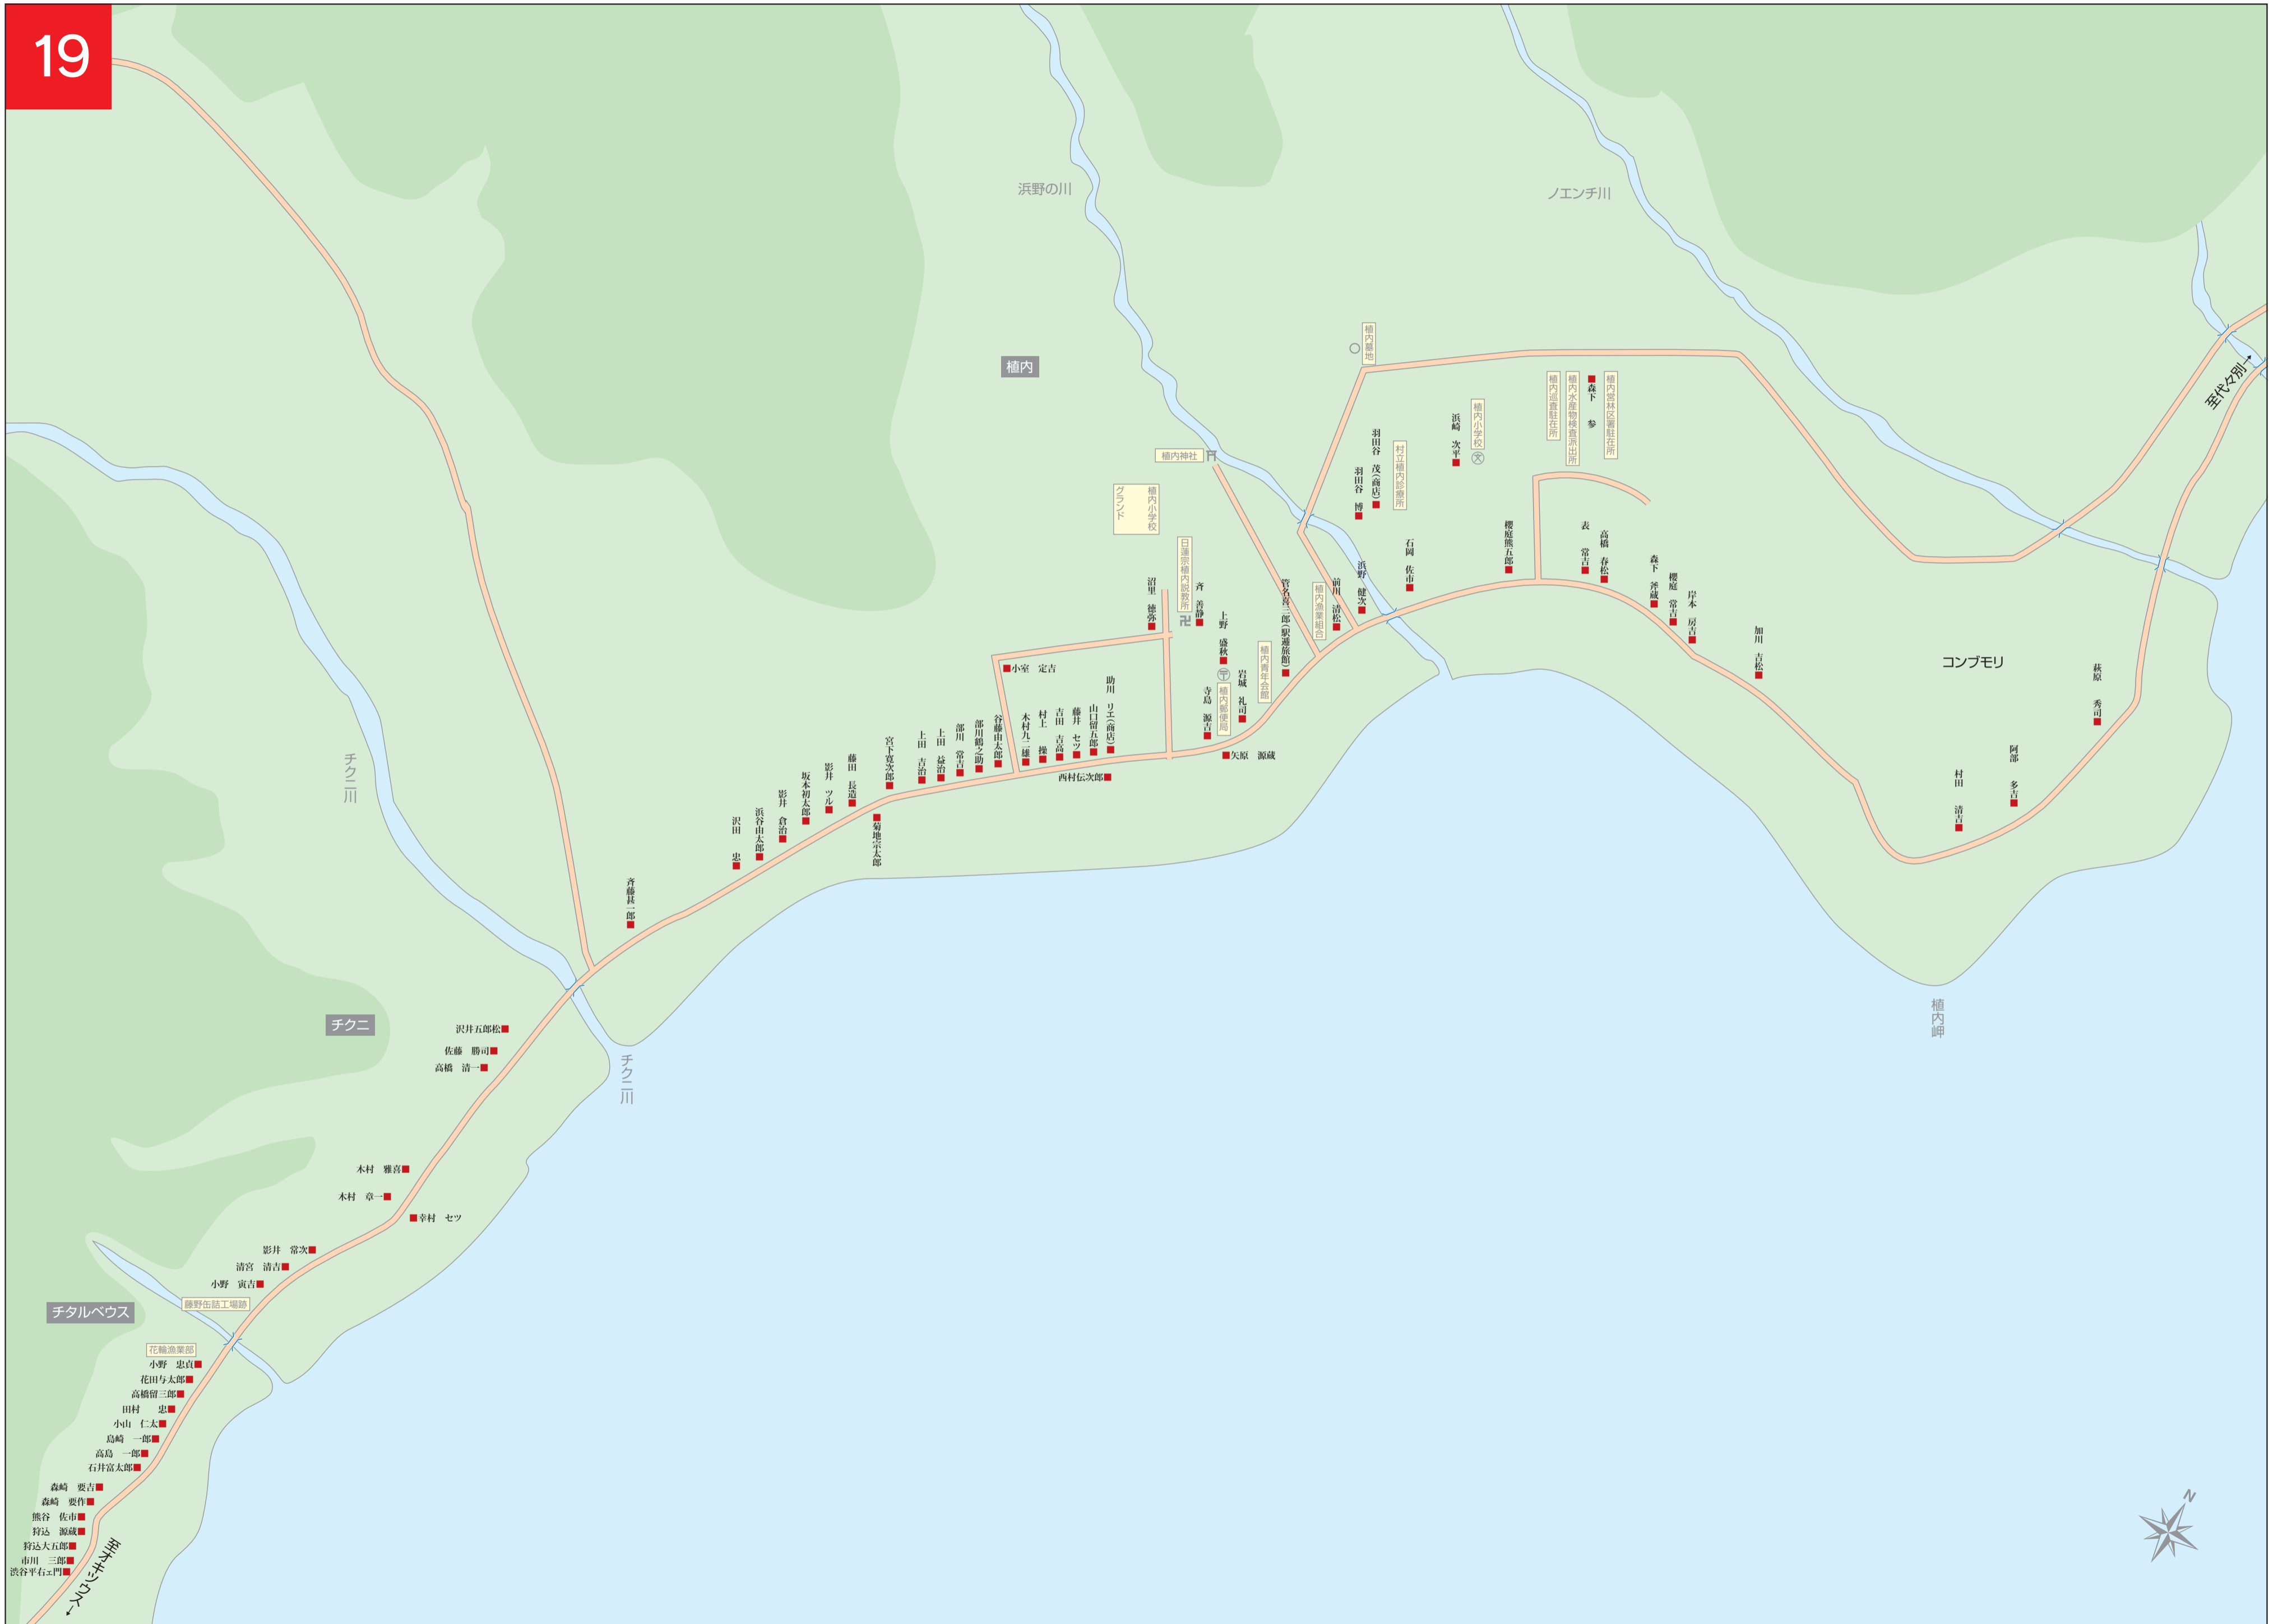 19
浜野の川
ノエンチ川
植内
植内墓地
至代々別→
植内巡査駐在所
植内水産物検査派出所
森下 参
植内営林区署駐在所
植内小学校
浜崎 次平
羽田谷 茂(商店)
羽田谷 博
村立植内診療所
植内神社
植内小学校
グランド
日蓮宗植内説教所
斉 善静
沼里 徳弥
上野 盛秋
植内郵便局
岩城 礼司
植内青年会館
管名喜三郎(駅逓旅館)
植内漁業組合
前川 清松
浜野 健次
石岡 佐市
櫻庭熊五郎
表 常吉
高橋 春松
森下 斧蔵
櫻庭 常吉
岸本 房吉
加川 吉松
コンブモリ
萩原 秀司
阿部 多吉
村田 清吉
植内岬
寺島 源吉
矢原 源蔵
小室 定吉
助川 リエ(商店)
山口留五郎
藤井 セツ
吉田 吉高
村上 操
木村九二雄
西村伝次郎
谷藤由太郎
部川鶴之助
部川 常吉
上田 益治
上田 吉治
宮下寛次郎
菊地宗太郎
藤田 長造
影井 ツル
坂本初太郎
影井 倉治
浜谷由太郎
沢田 忠
斉藤甚一郎
チクニ川
チクニ
チクニ川
沢井五郎松
佐藤 勝司
高橋 清一
木村 雅喜
木村 章一
幸村 セツ
影井 常次
清宮 清吉
小野 寅吉
藤野缶詰工場跡
チタルベウス
花輪漁業部
小野 忠貞
花田与太郎
高橋留三郎
田村 忠
小山 仁太
島崎 一郎
高島 一郎
石井富太郎
森崎 要吉
森崎 要作
熊谷 佐市
狩込 源蔵
狩込大五郎
市川 三郎
渋谷平右ェ門
至オキツウス→
N